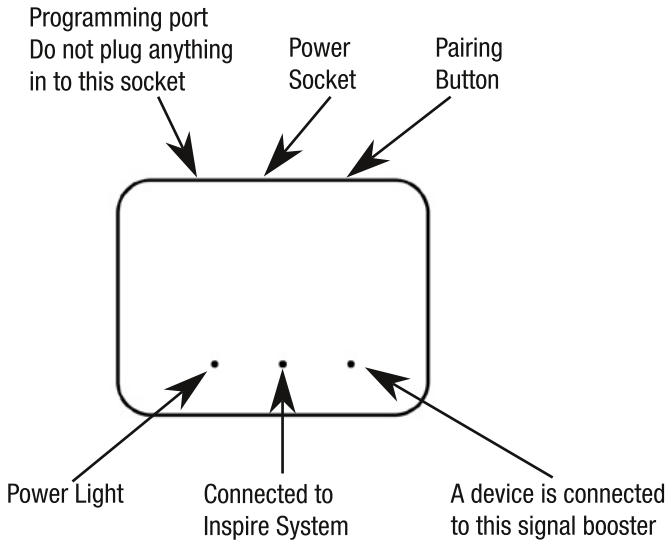 Programming port
Do not plug anything
in to this socket
Power
Socket
Pairing
Button
Power Light
Connected to
Inspire System
A device is connected
to this signal booster